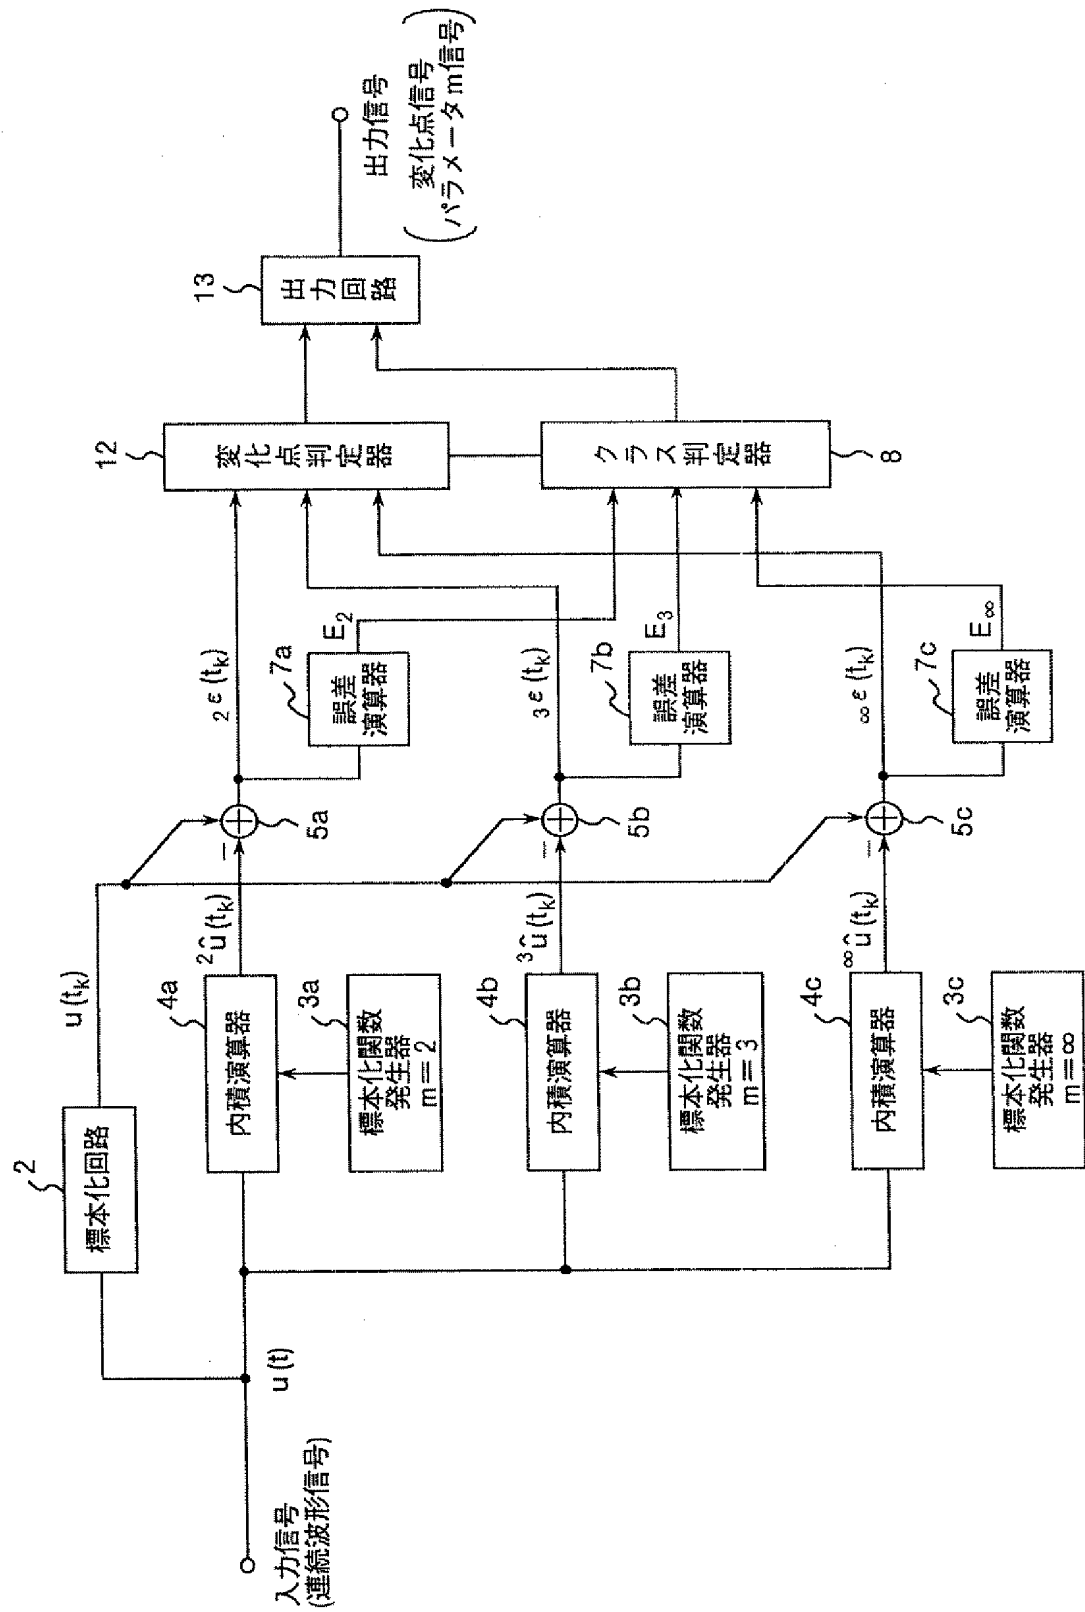 入力信号
(連続波形信号)
u(t)
2
標本化回路
u(tk)
4a
内積演算器
3a
標本化関数
発生器
m=2
2û(tk)
−
5a
2ε(tk)
7a
誤差
演算器
E2
4b
内積演算器
3b
標本化関数
発生器
m=3
3û(tk)
−
5b
3ε(tk)
7b
誤差
演算器
E3
4c
内積演算器
3c
標本化関数
発生器
m=∞
∞û(tk)
−
5c
∞ε(tk)
7c
誤差
演算器
E∞
12
変化点判定器
クラス判定器
8
13
出力回路
出力信号
(変化点信号
パラメータm信号)